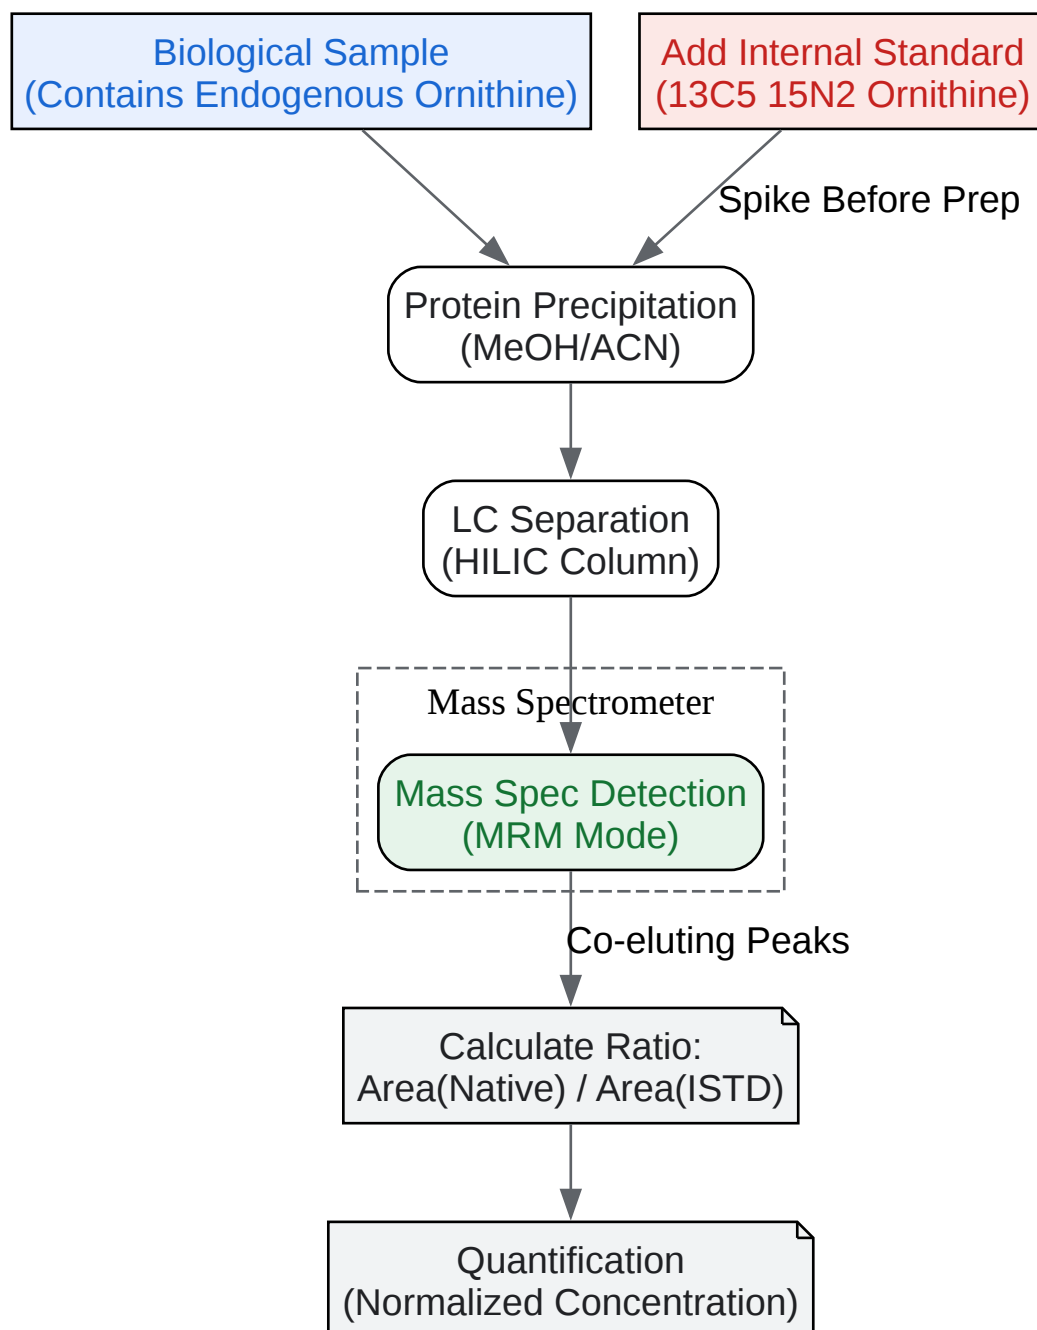 Biological Sample
(Contains Endogenous Ornithine)
Add Internal Standard
(13C5 15N2 Ornithine)
Spike Before Prep
Protein Precipitation
(MeOH/ACN)
LC Separation
(HILIC Column)
Mass Spectrometer
Mass Spec Detection
(MRM Mode)
Co-eluting Peaks
Calculate Ratio:
Area(Native) / Area(ISTD)
Quantification
(Normalized Concentration)